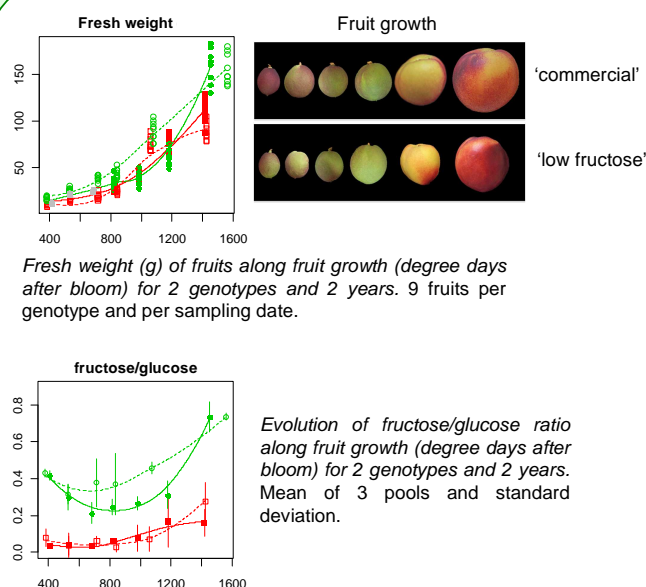 Fresh weight
Fruit growth
150
100
50
400 800 1200 1600
'commercial'
'low fructose'
Fresh weight (g) of fruits along fruit growth (degree days
after bloom) for 2 genotypes and 2 years. 9 fruits per
genotype and per sampling date.
fructose/glucose
0.8
0.6
0.4
0.2
0.0
400 800 1200 1600
Evolution of fructose/glucose ratio
along fruit growth (degree days after
bloom) for 2 genotypes and 2 years.
Mean of 3 pools and standard
deviation.